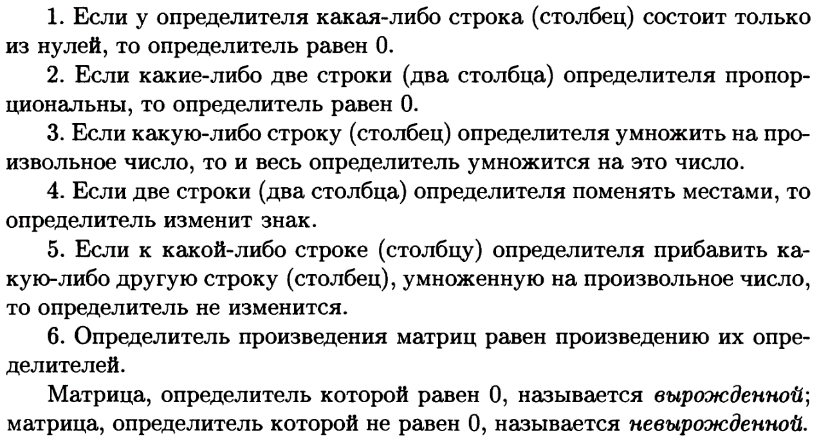 1. Если у определителя какая-либо строка (столбец) состоит только
из нулей, то определитель равен 0.
2. Если какие-либо две строки (два столбца) определителя пропор-
циональны, то определитель равен 0.
3. Если какую-либо строку (столбец) определителя умножить на про-
извольное число, то и весь определитель умножится на это число.
4. Если две строки (два столбца) определителя поменять местами, то
определитель изменит знак.
5. Если к какой-либо строке (столбцу) определителя прибавить ка-
кую-либо другую строку (столбец), умноженную на произвольное число,
то определитель не изменится.
6. Определитель произведения матриц равен произведению их опре-
делителей.
Матрица, определитель которой равен 0, называется вырожденной;
матрица, определитель которой не равен 0, называется невырожденной.